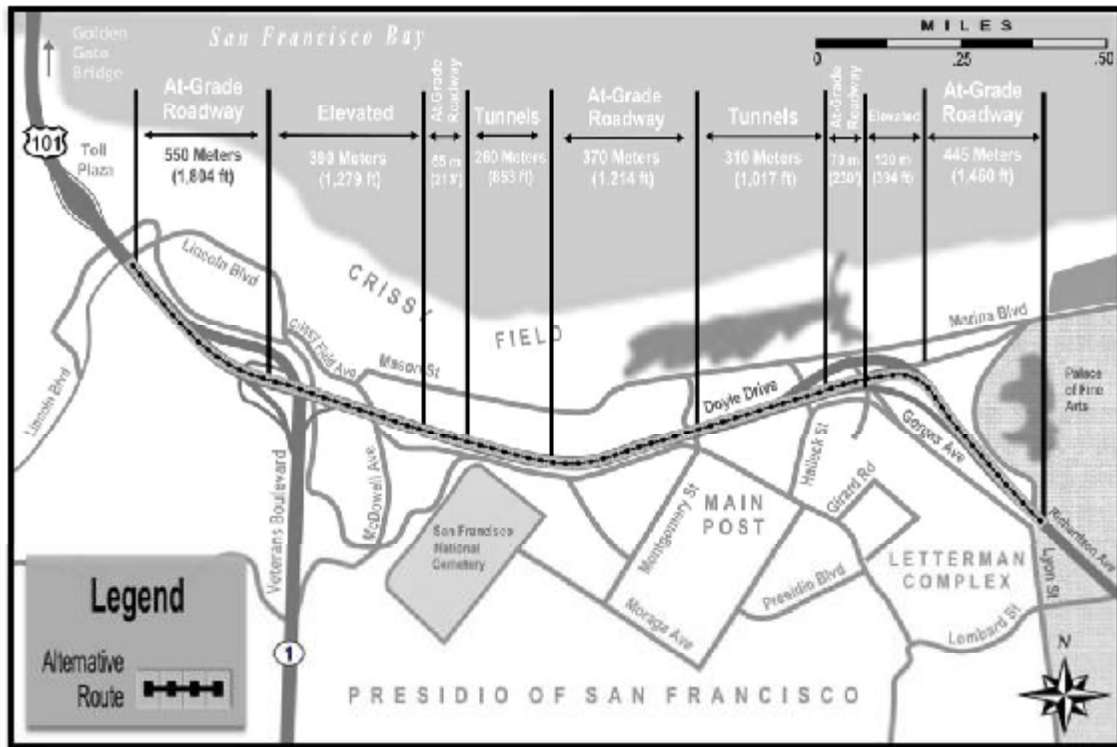 MILES
0 .25 .50
San Francisco Bay
Golden
Gate
Bridge
101
Toll
Plaza
At-Grade
Roadway
550 Meters
(1,804 ft)
Elevated
390 Meters
(1,279 ft)
At-Grade
Roadway
65 m
(213')
Tunnels
260 Meters
(853 ft)
At-Grade
Roadway
370 Meters
(1,214 ft)
Tunnels
310 Meters
(1,017 ft)
At-Grade
Roadway
70 m
(230')
Elevated
120 m
(394 ft)
At-Grade
Roadway
445 Meters
(1,460 ft)
Lincoln Blvd
CRISSY
FIELD
Crissy Field Ave
Mason St
Marina Blvd
Lincoln Blvd
Doyle Drive
Palace
of Fine
Arts
Gorgas Ave
Halleck St
Veterans Boulevard
McDowell Ave
San Francisco
National
Cemetery
Montgomery St
MAIN
POST
Girard Rd
Richardson Ave
LETTERMAN
COMPLEX
Lyon St
Presidio Blvd
Moraga Ave
Lombard St
Legend
Alternative
Route
1
N
PRESIDIO OF SAN FRANCISCO